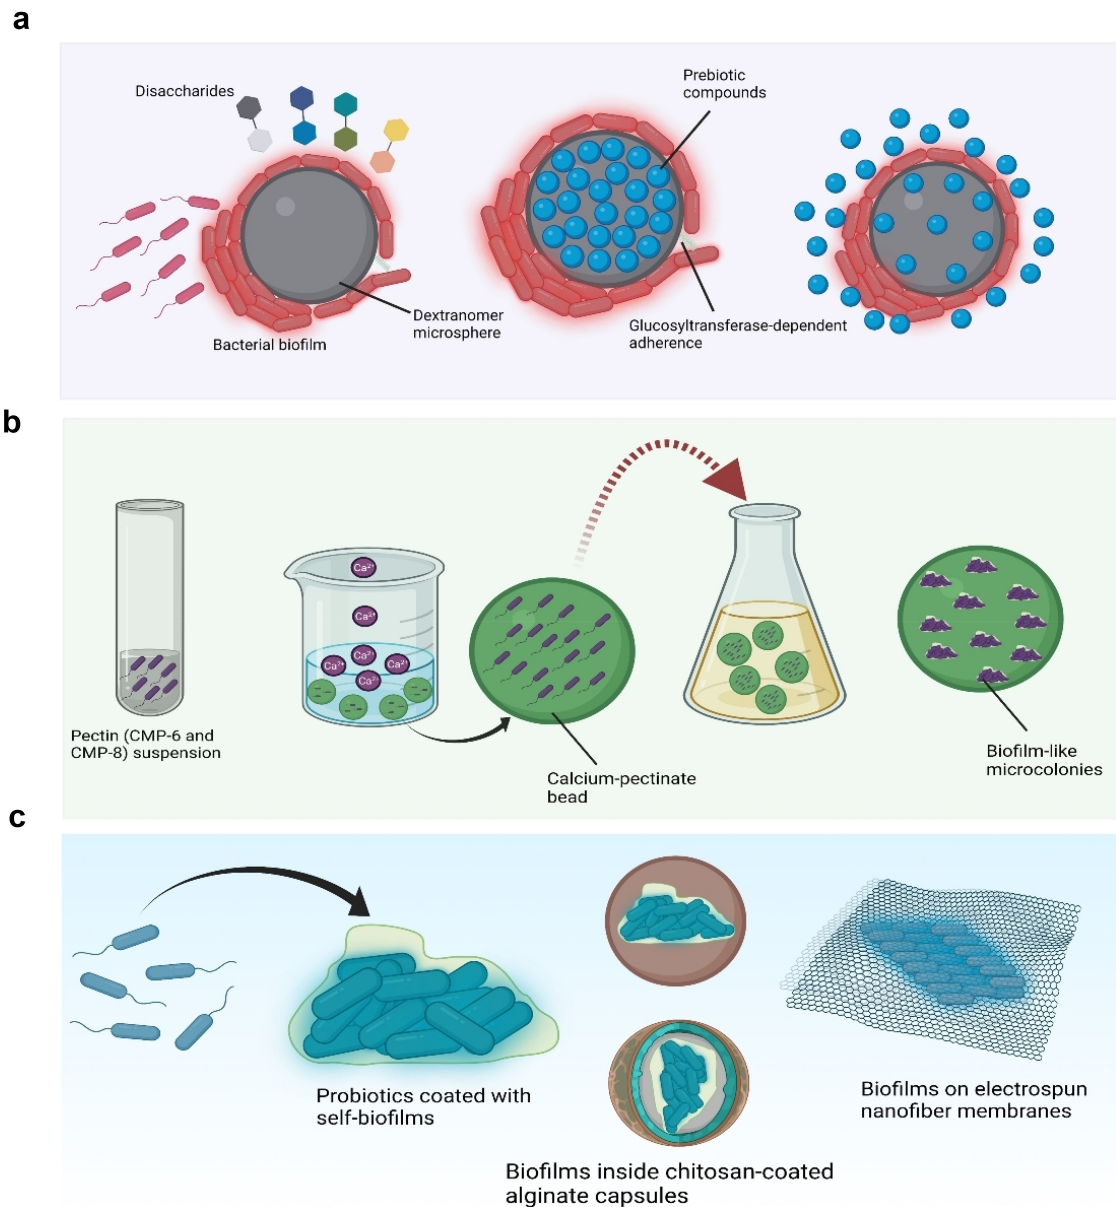 a
Disaccharides
Prebiotic
compounds
Dextranomer
microsphere
Bacterial biofilm
Glucosyltransferase-dependent
adherence
b
Ca²⁺
Ca²⁺
Ca²⁺
Ca²⁺
Ca²⁺
Ca²⁺
Pectin (CMP-6 and
CMP-8) suspension
Calcium-pectinate
bead
Biofilm-like
microcolonies
c
Probiotics coated with
self-biofilms
Biofilms inside chitosan-coated
alginate capsules
Biofilms on electrospun
nanofiber membranes